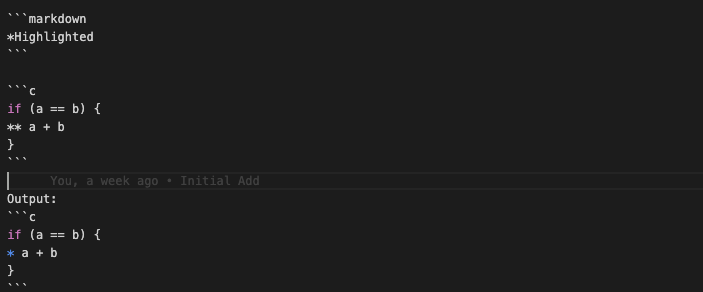 ```markdown
*Highlighted
```
```c
if (a == b) {
** a + b
}
```
You, a week ago • Initial Add
Output:
```c
if (a == b) {
* a + b
}
```